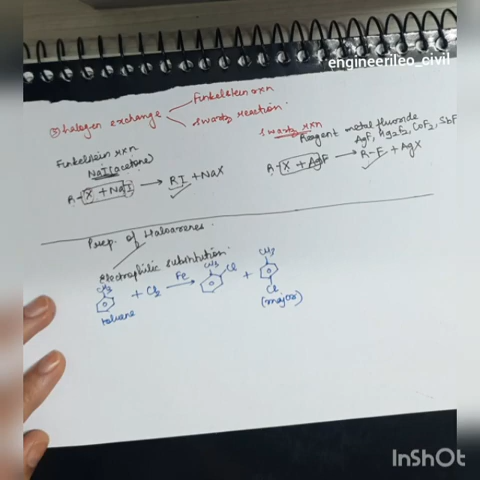 engineerileo_civil
③ halogen exchange
Finkelstein rxn
Swartz reaction:
Finkelstein rxn
NaI (acetone)
R-X + NaI → RI + NaX
Swartz rxn
Reagent metal fluoride
AgF, Hg2F2, CoF2, SbF
R-X + AgF → R-F + AgX
Prep. of Haloarenes:
Electrophilic substitution:
CH3 + Cl2 Fe → CH3 Cl + CH3 Cl
toluene
(major)
InShOt